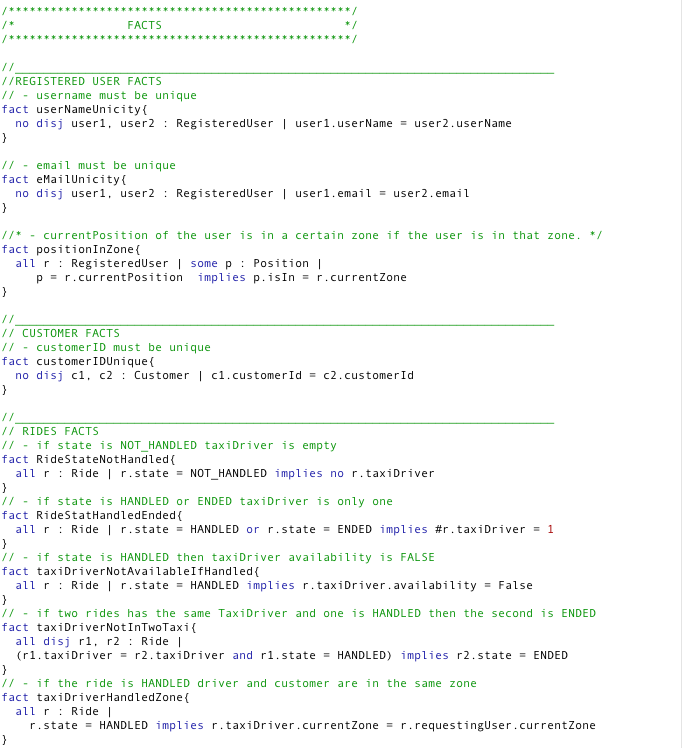 /*************************************************/
/*                FACTS                          */
/*************************************************/
//______________________________________________________________________________
//REGISTERED USER FACTS
// - username must be unique
fact userNameUnicity{
  no disj user1, user2 : RegisteredUser | user1.userName = user2.userName
}
// - email must be unique
fact eMailUnicity{
  no disj user1, user2 : RegisteredUser | user1.email = user2.email
}
//* - currentPosition of the user is in a certain zone if the user is in that zone. */
fact positionInZone{
  all r : RegisteredUser | some p : Position |
     p = r.currentPosition  implies p.isIn = r.currentZone
}
//______________________________________________________________________________
// CUSTOMER FACTS
// - customerID must be unique
fact customerIDUnique{
  no disj c1, c2 : Customer | c1.customerId = c2.customerId
}
//______________________________________________________________________________
// RIDES FACTS
// - if state is NOT_HANDLED taxiDriver is empty
fact RideStateNotHandled{
  all r : Ride | r.state = NOT_HANDLED implies no r.taxiDriver
}
// - if state is HANDLED or ENDED taxiDriver is only one
fact RideStatHandledEnded{
  all r : Ride | r.state = HANDLED or r.state = ENDED implies #r.taxiDriver = 1
}
// - if state is HANDLED then taxiDriver availability is FALSE
fact taxiDriverNotAvailableIfHandled{
  all r : Ride | r.state = HANDLED implies r.taxiDriver.availability = False
}
// - if two rides has the same TaxiDriver and one is HANDLED then the second is ENDED
fact taxiDriverNotInTwoTaxi{
  all disj r1, r2 : Ride |
  (r1.taxiDriver = r2.taxiDriver and r1.state = HANDLED) implies r2.state = ENDED
}
// - if the ride is HANDLED driver and customer are in the same zone
fact taxiDriverHandledZone{
  all r : Ride |
    r.state = HANDLED implies r.taxiDriver.currentZone = r.requestingUser.currentZone
}